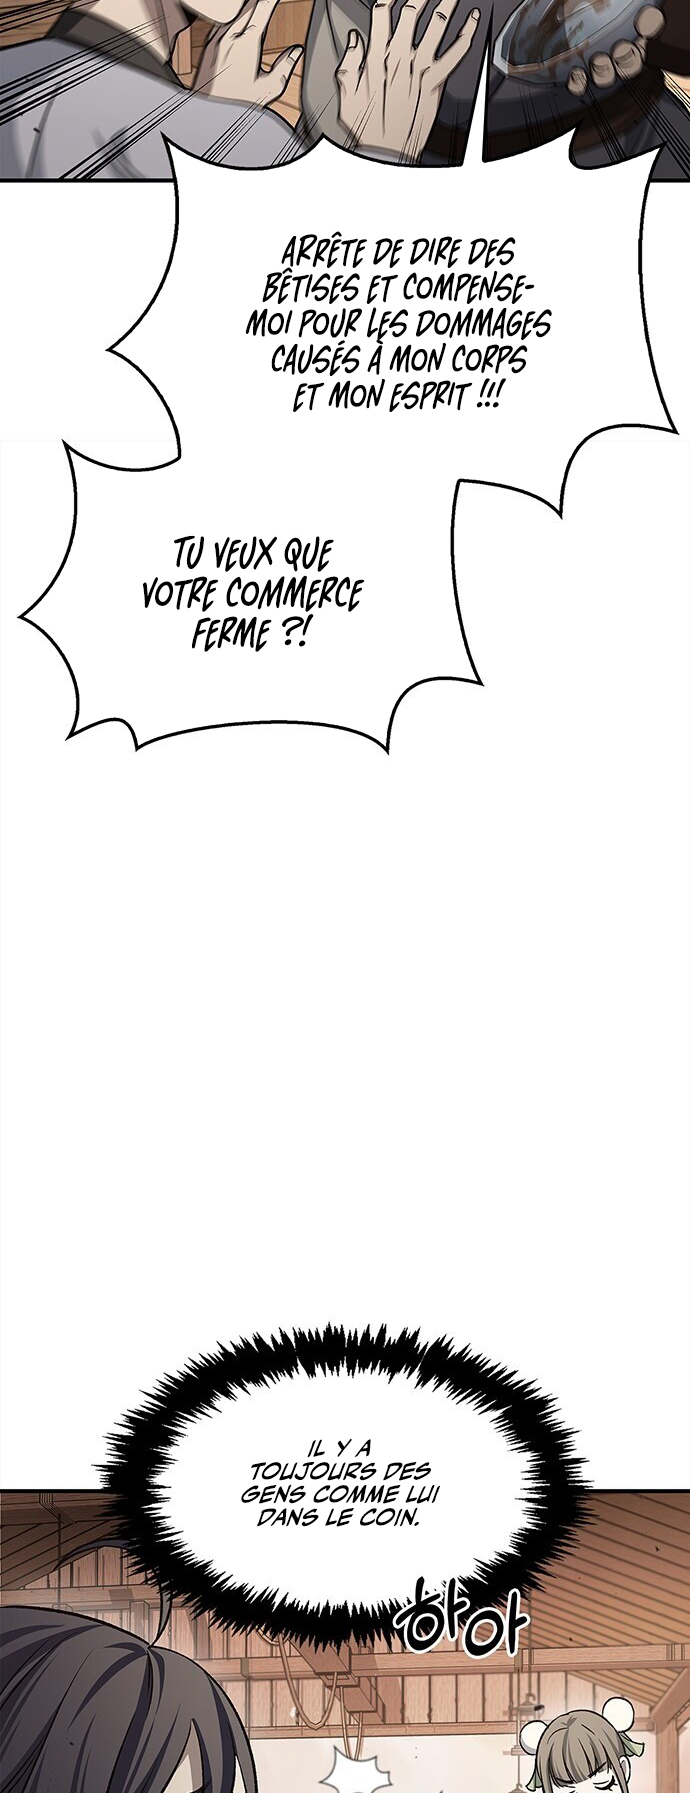 ARRÊTE DE DIRE DES
BÊTISES ET COMPENSE-
MOI POUR LES DOMMAGES
CAUSÉS À MON CORPS
ET MON ESPRIT !!!
TU VEUX QUE
VOTRE COMMERCE
FERME ?!
IL Y A
TOUJOURS DES
GENS COMME LUI
DANS LE COIN.
하아